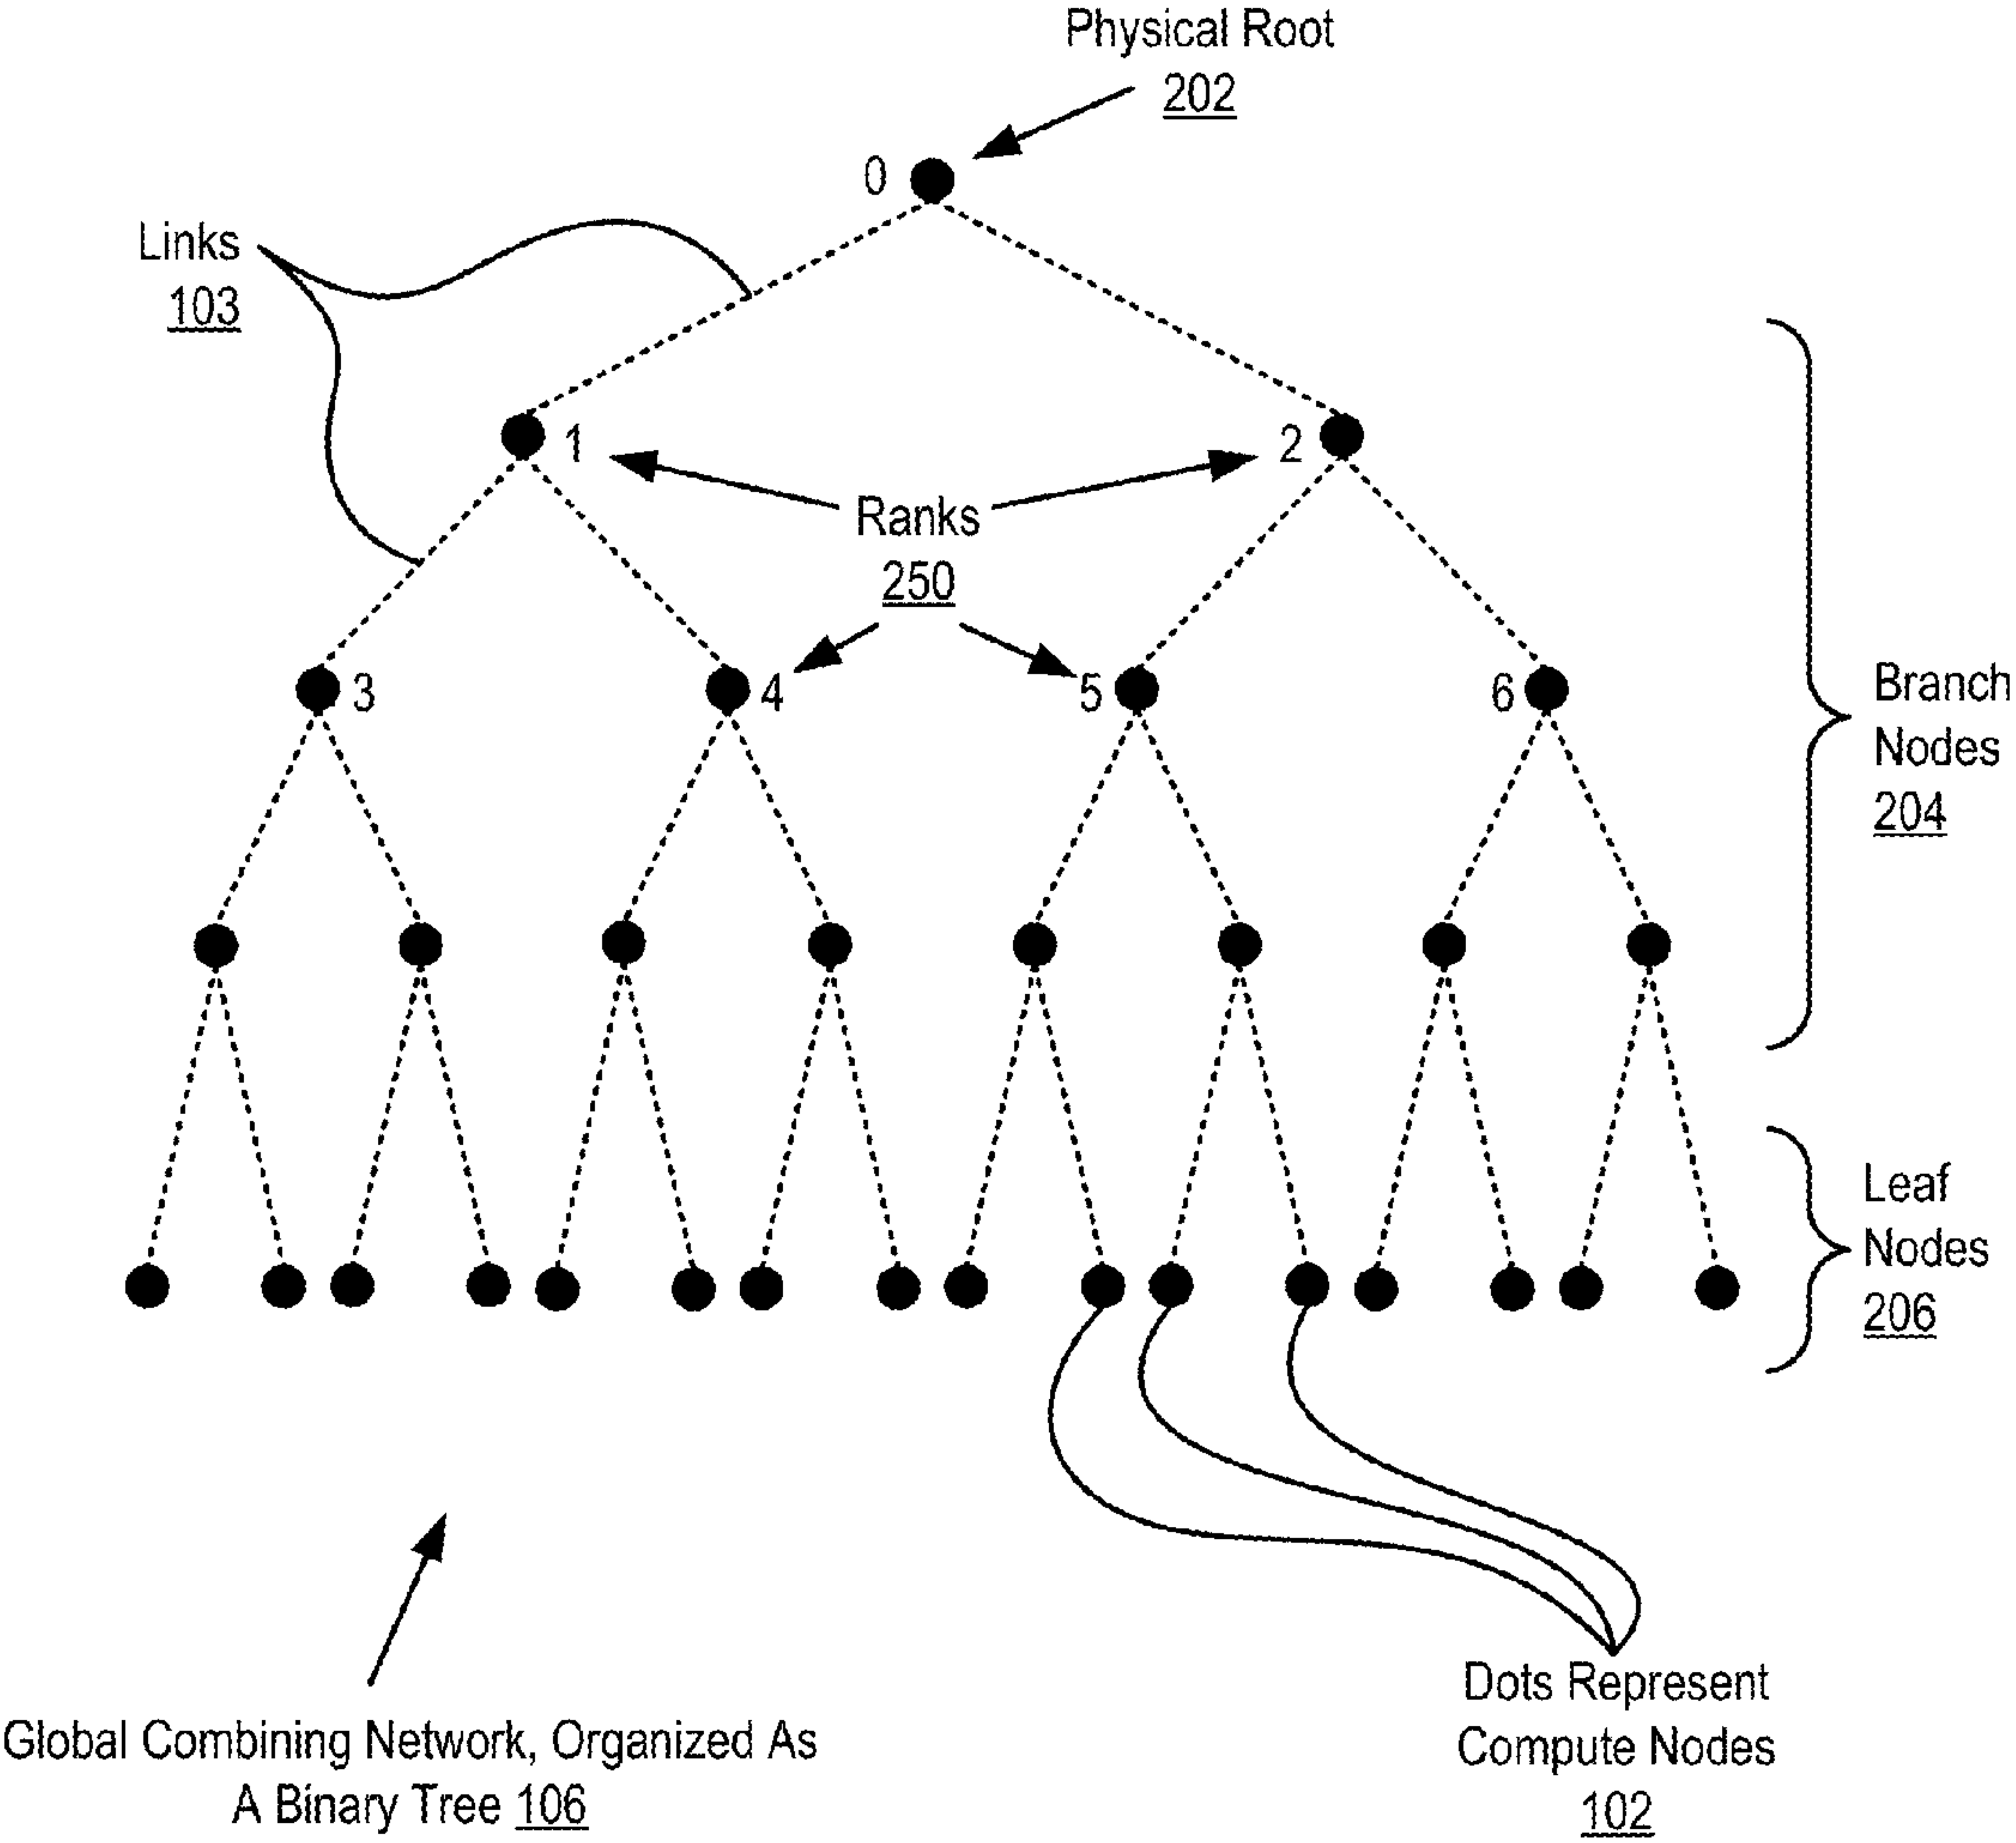 Physical Root
202
0
Links
103
1
2
Ranks
250
3
4
5
6
Branch
Nodes
204
Leaf
Nodes
206
Global Combining Network, Organized As
A Binary Tree 106
Dots Represent
Compute Nodes
102